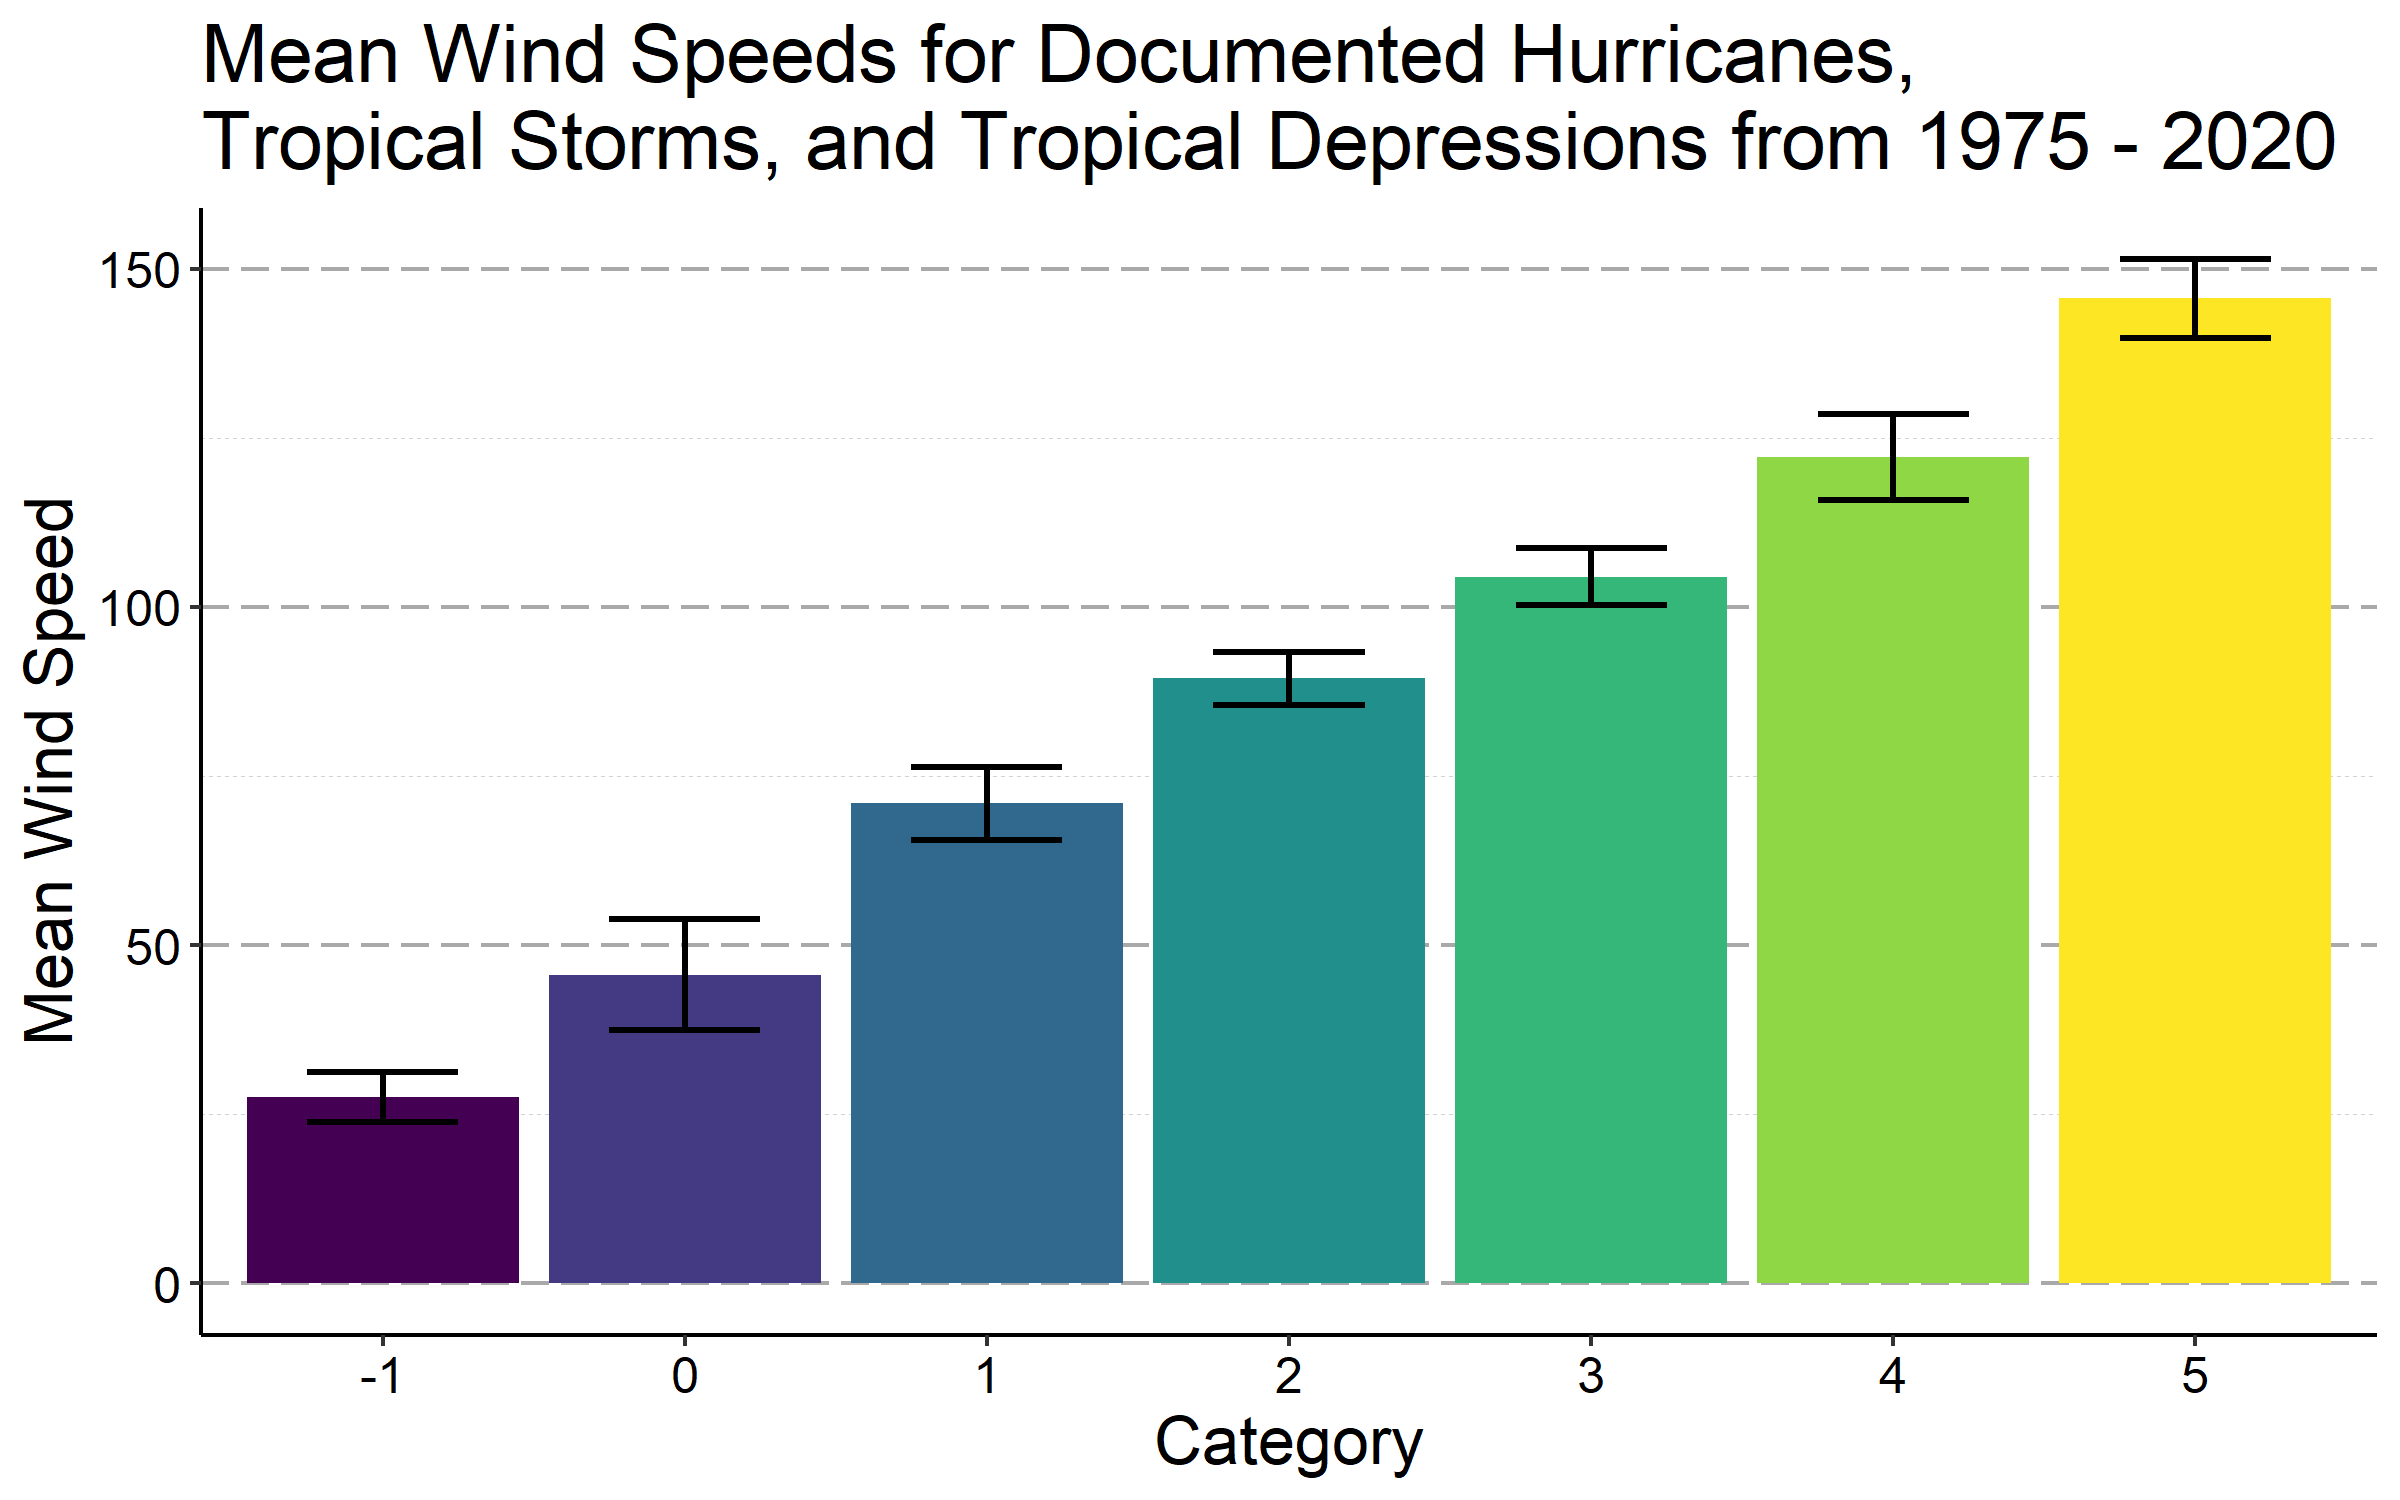 Mean Wind Speeds for Documented Hurricanes,
Tropical Storms, and Tropical Depressions from 1975 - 2020
Mean Wind Speed
150
100
50
0
-1 0 1 2 3 4 5
Category